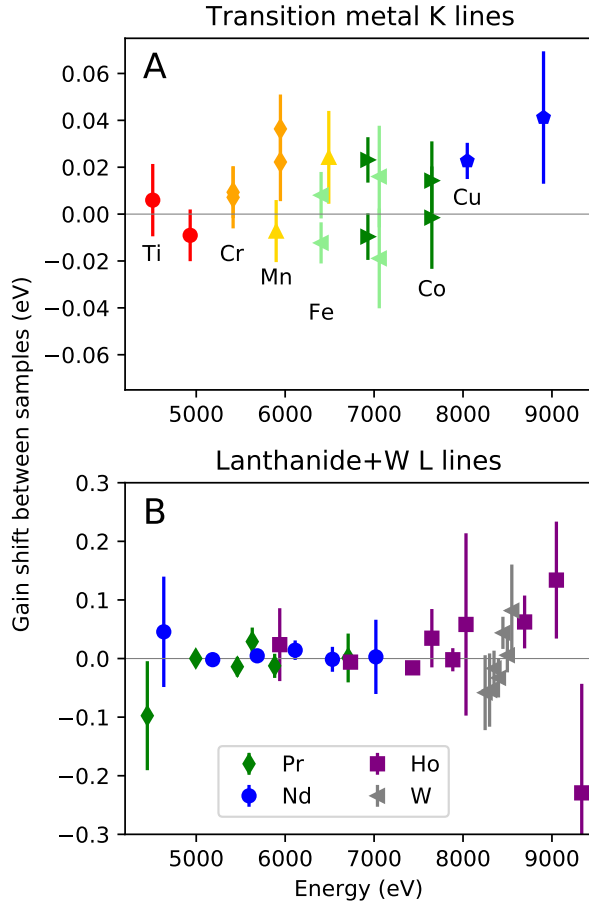 Transition metal K lines
A
0.06
0.04
0.02
0.00
−0.02
−0.04
−0.06
Ti
Cr
Mn
Fe
Co
Cu
5000 6000 7000 8000 9000
Gain shift between samples (eV)
Lanthanide+W L lines
B
0.3
0.2
0.1
0.0
−0.1
−0.2
−0.3
Pr Ho
Nd W
5000 6000 7000 8000 9000
Energy (eV)